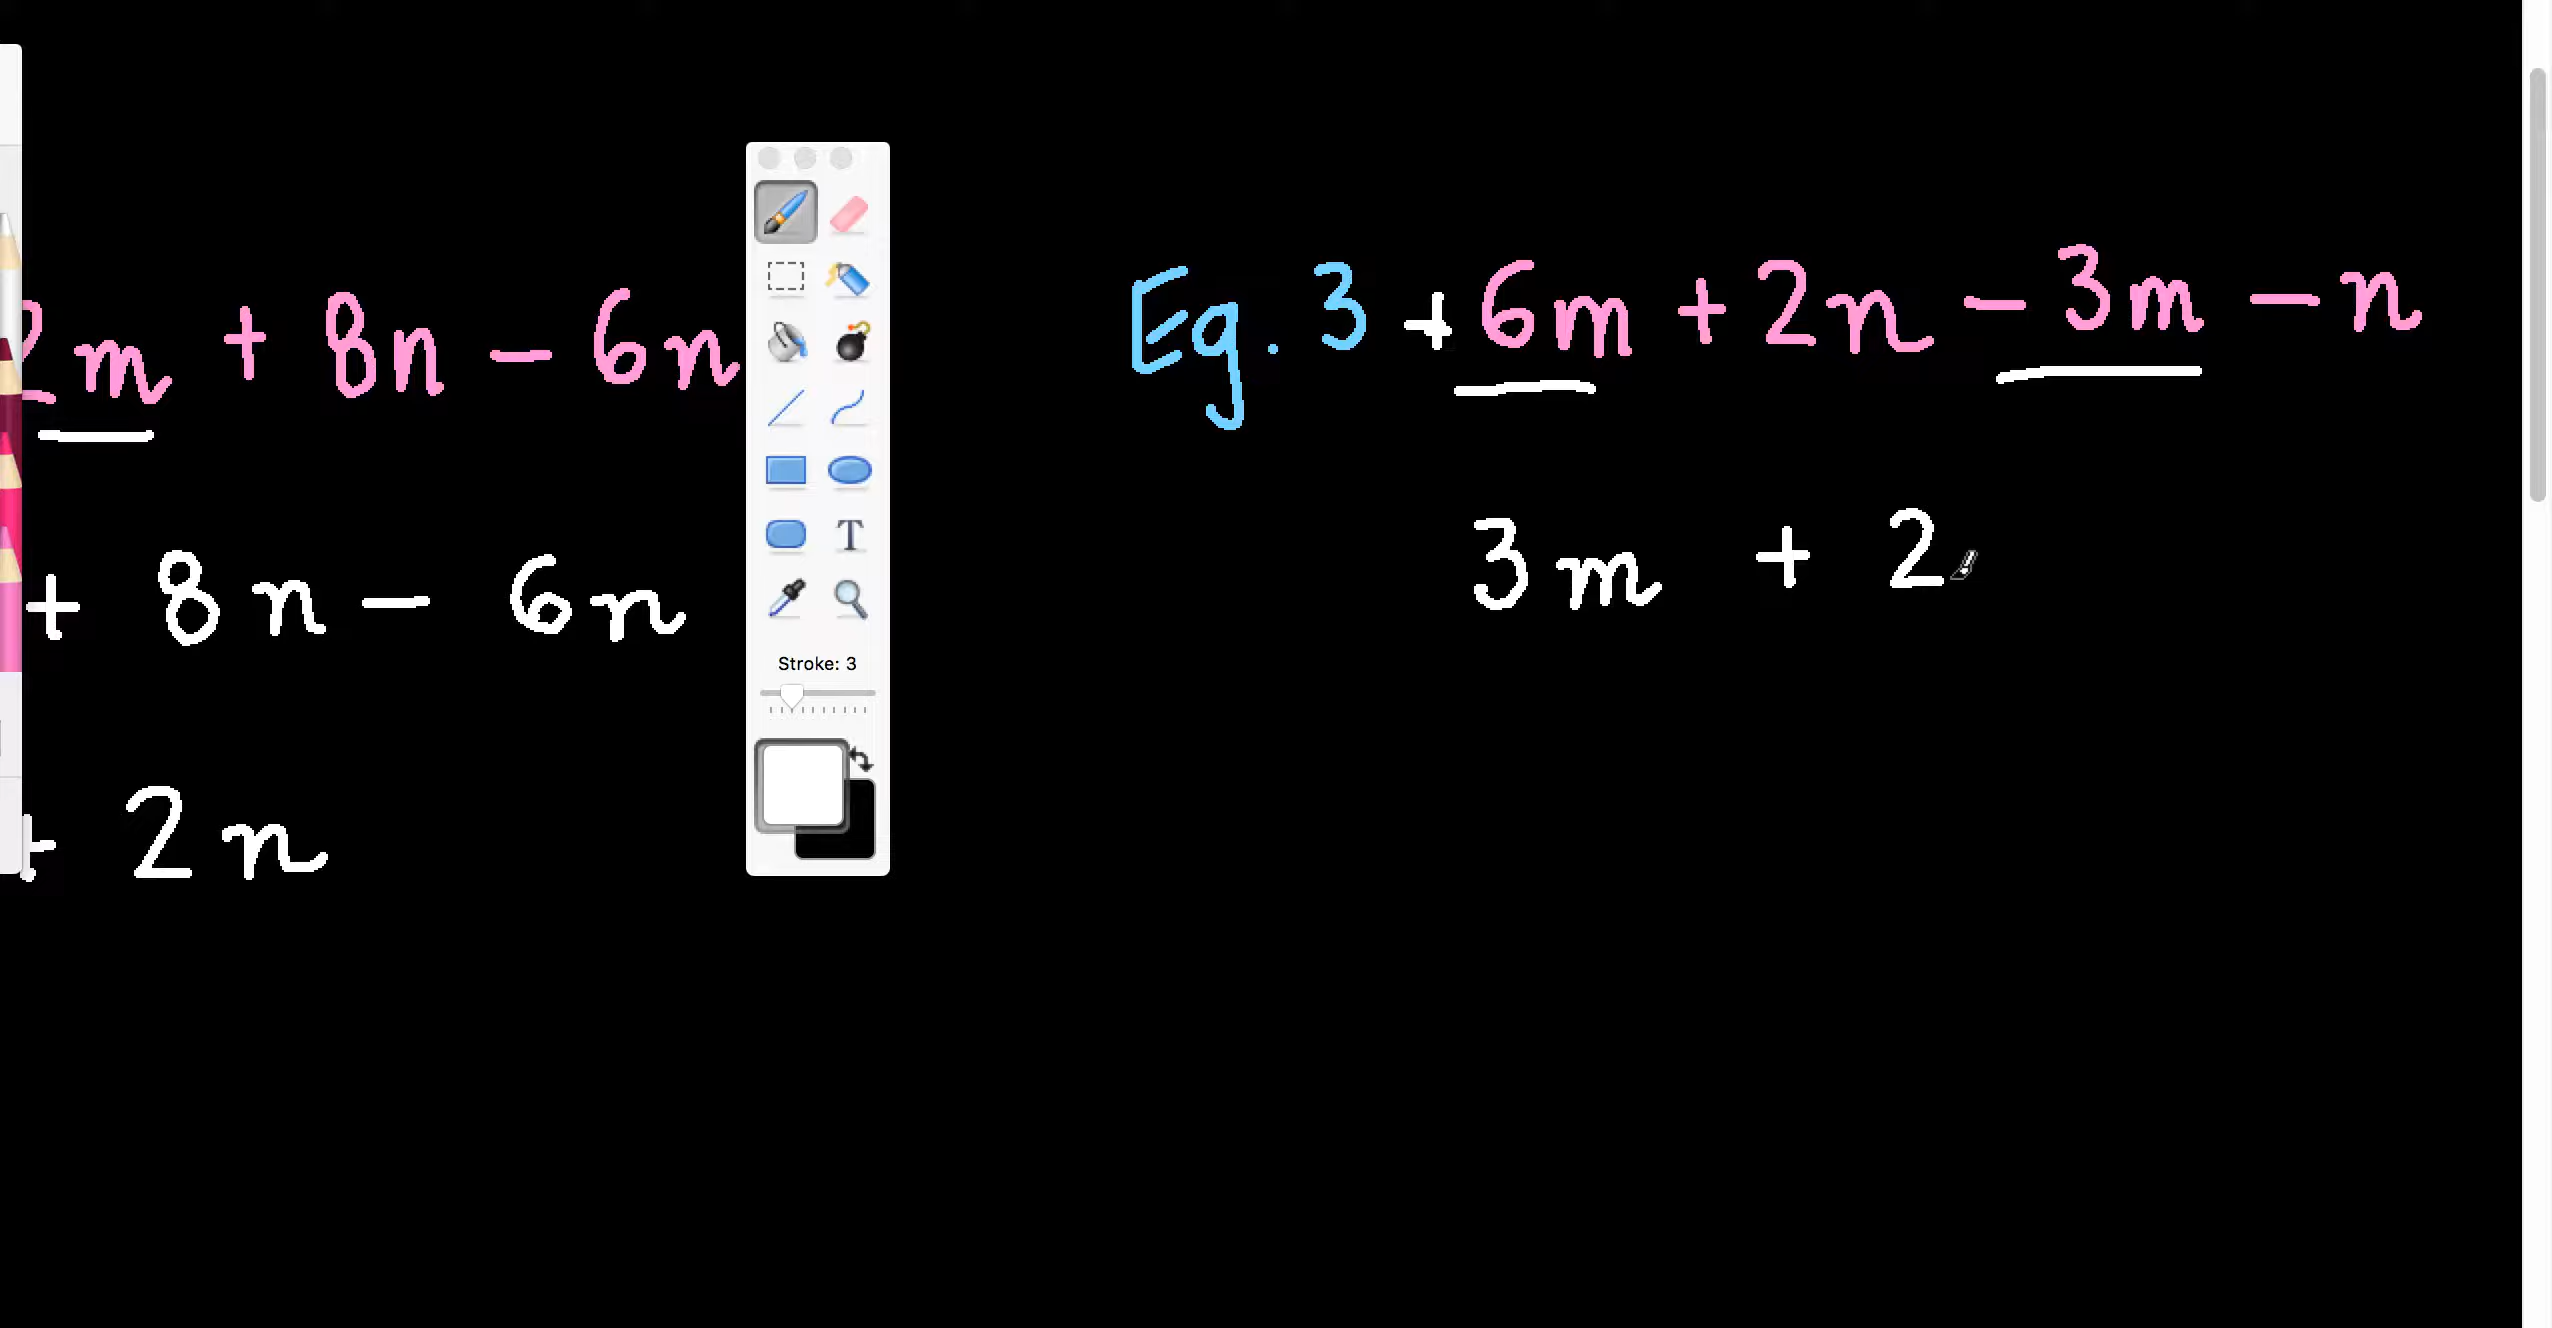 2m + 8n - 6n
+ 8n - 6n
+ 2n
T
Stroke: 3
Eg. 3 + 6m + 2n - 3m - n
3m + 2